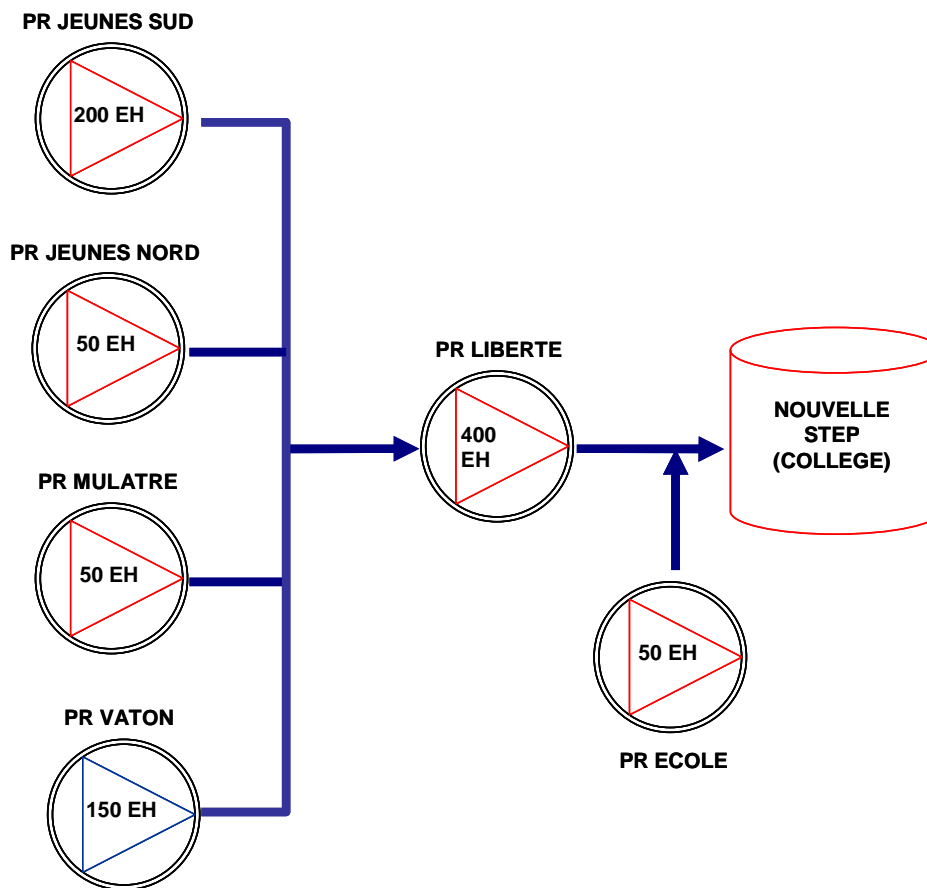 PR JEUNES SUD
200 EH
PR JEUNES NORD
50 EH
PR LIBERTE
400
EH
NOUVELLE
STEP
(COLLEGE)
PR MULATRE
50 EH
50 EH
PR ECOLE
PR VATON
150 EH